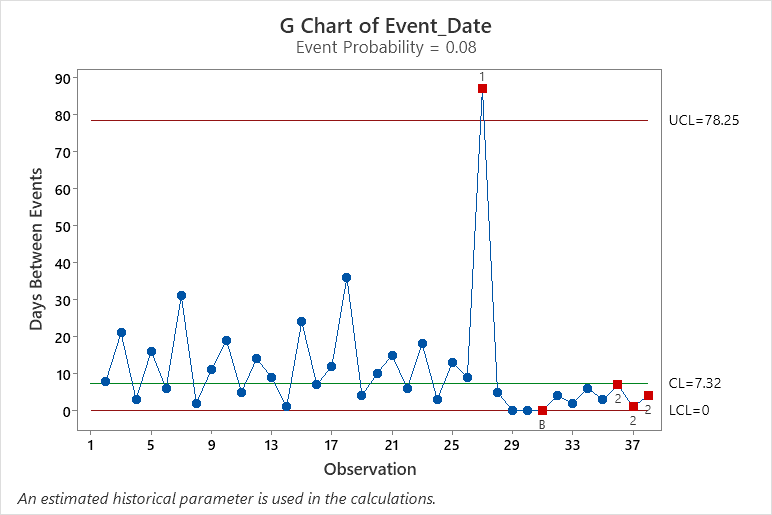 G Chart of Event_Date
Event Probability = 0.08
Days Between Events
90
80
70
60
50
40
30
20
10
0
1
UCL=78.25
CL=7.32
LCL=0
B
2
2
2
1
5
9
13
17
21
25
29
33
37
Observation
An estimated historical parameter is used in the calculations.